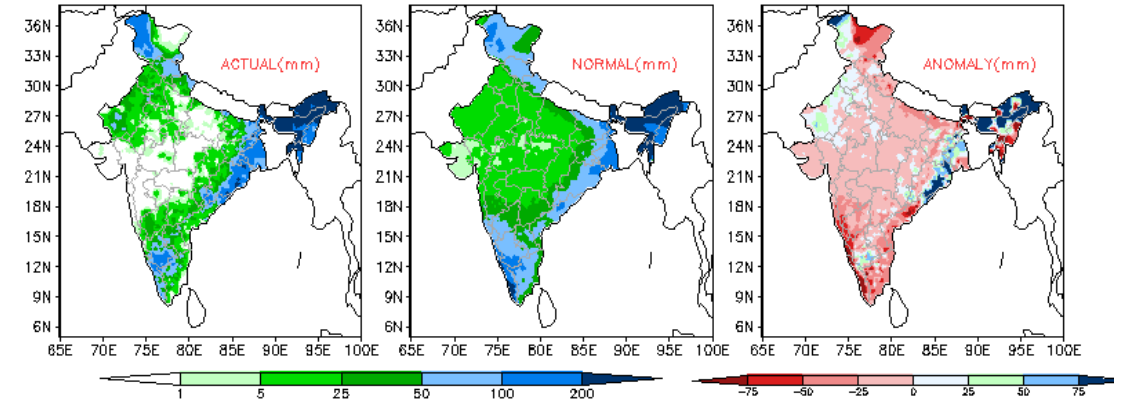 ACTUAL(mm)
NORMAL(mm)
ANOMALY(mm)
36N 33N 30N 27N 24N 21N 18N 15N 12N 9N 6N
36N 33N 30N 27N 24N 21N 18N 15N 12N 9N 6N
36N 33N 30N 27N 24N 21N 18N 15N 12N 9N 6N
65E 70E 75E 80E 85E 90E 95E 100E
65E 70E 75E 80E 85E 90E 95E 100E
65E 70E 75E 80E 85E 90E 95E 100E
1 5 25 50 100 200
-75 -50 -25 0 25 50 75